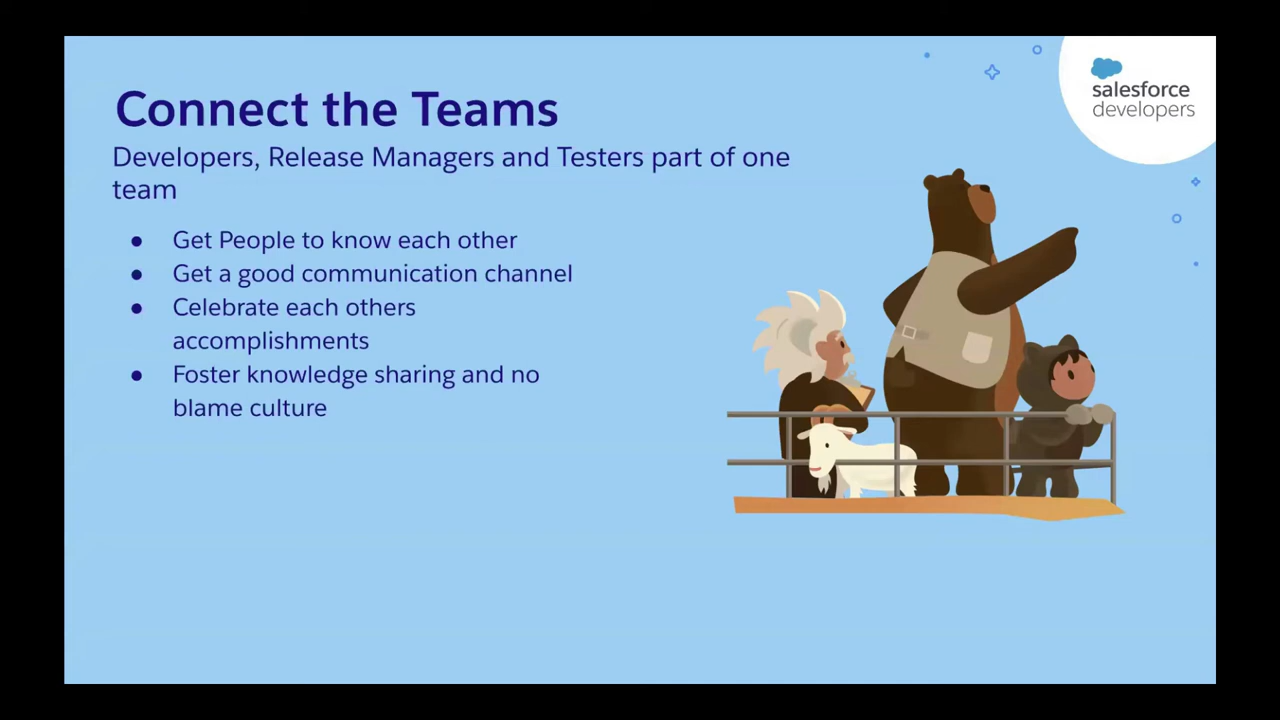 Connect the Teams
Developers, Release Managers and Testers part of one
team
● Get People to know each other
● Get a good communication channel
● Celebrate each others
accomplishments
● Foster knowledge sharing and no
blame culture
salesforce
developers